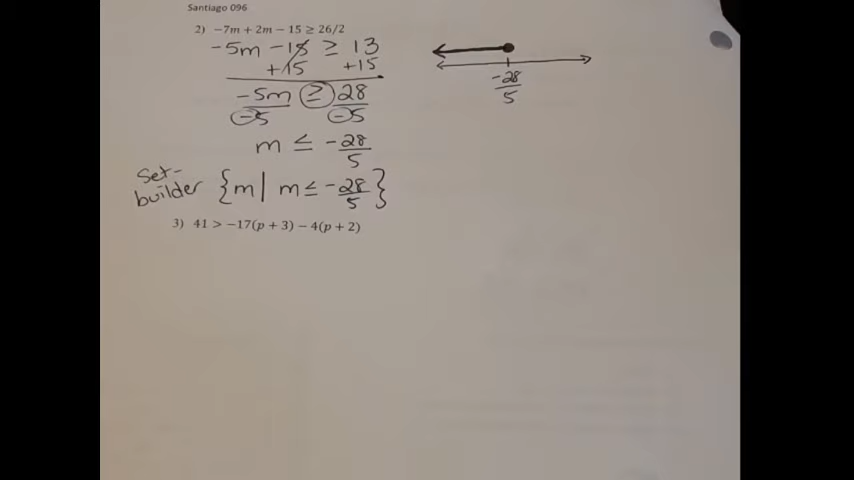 Santiago 096
2) −7m + 2m − 15 ≥ 26/2
-5m -15 ≥ 13
+15 +15
-5m ≥ 28
-5 -5
m ≤ -28/5
Set-builder {m | m ≤ -28/5}
-28/5
3) 41 > −17(p + 3) − 4(p + 2)